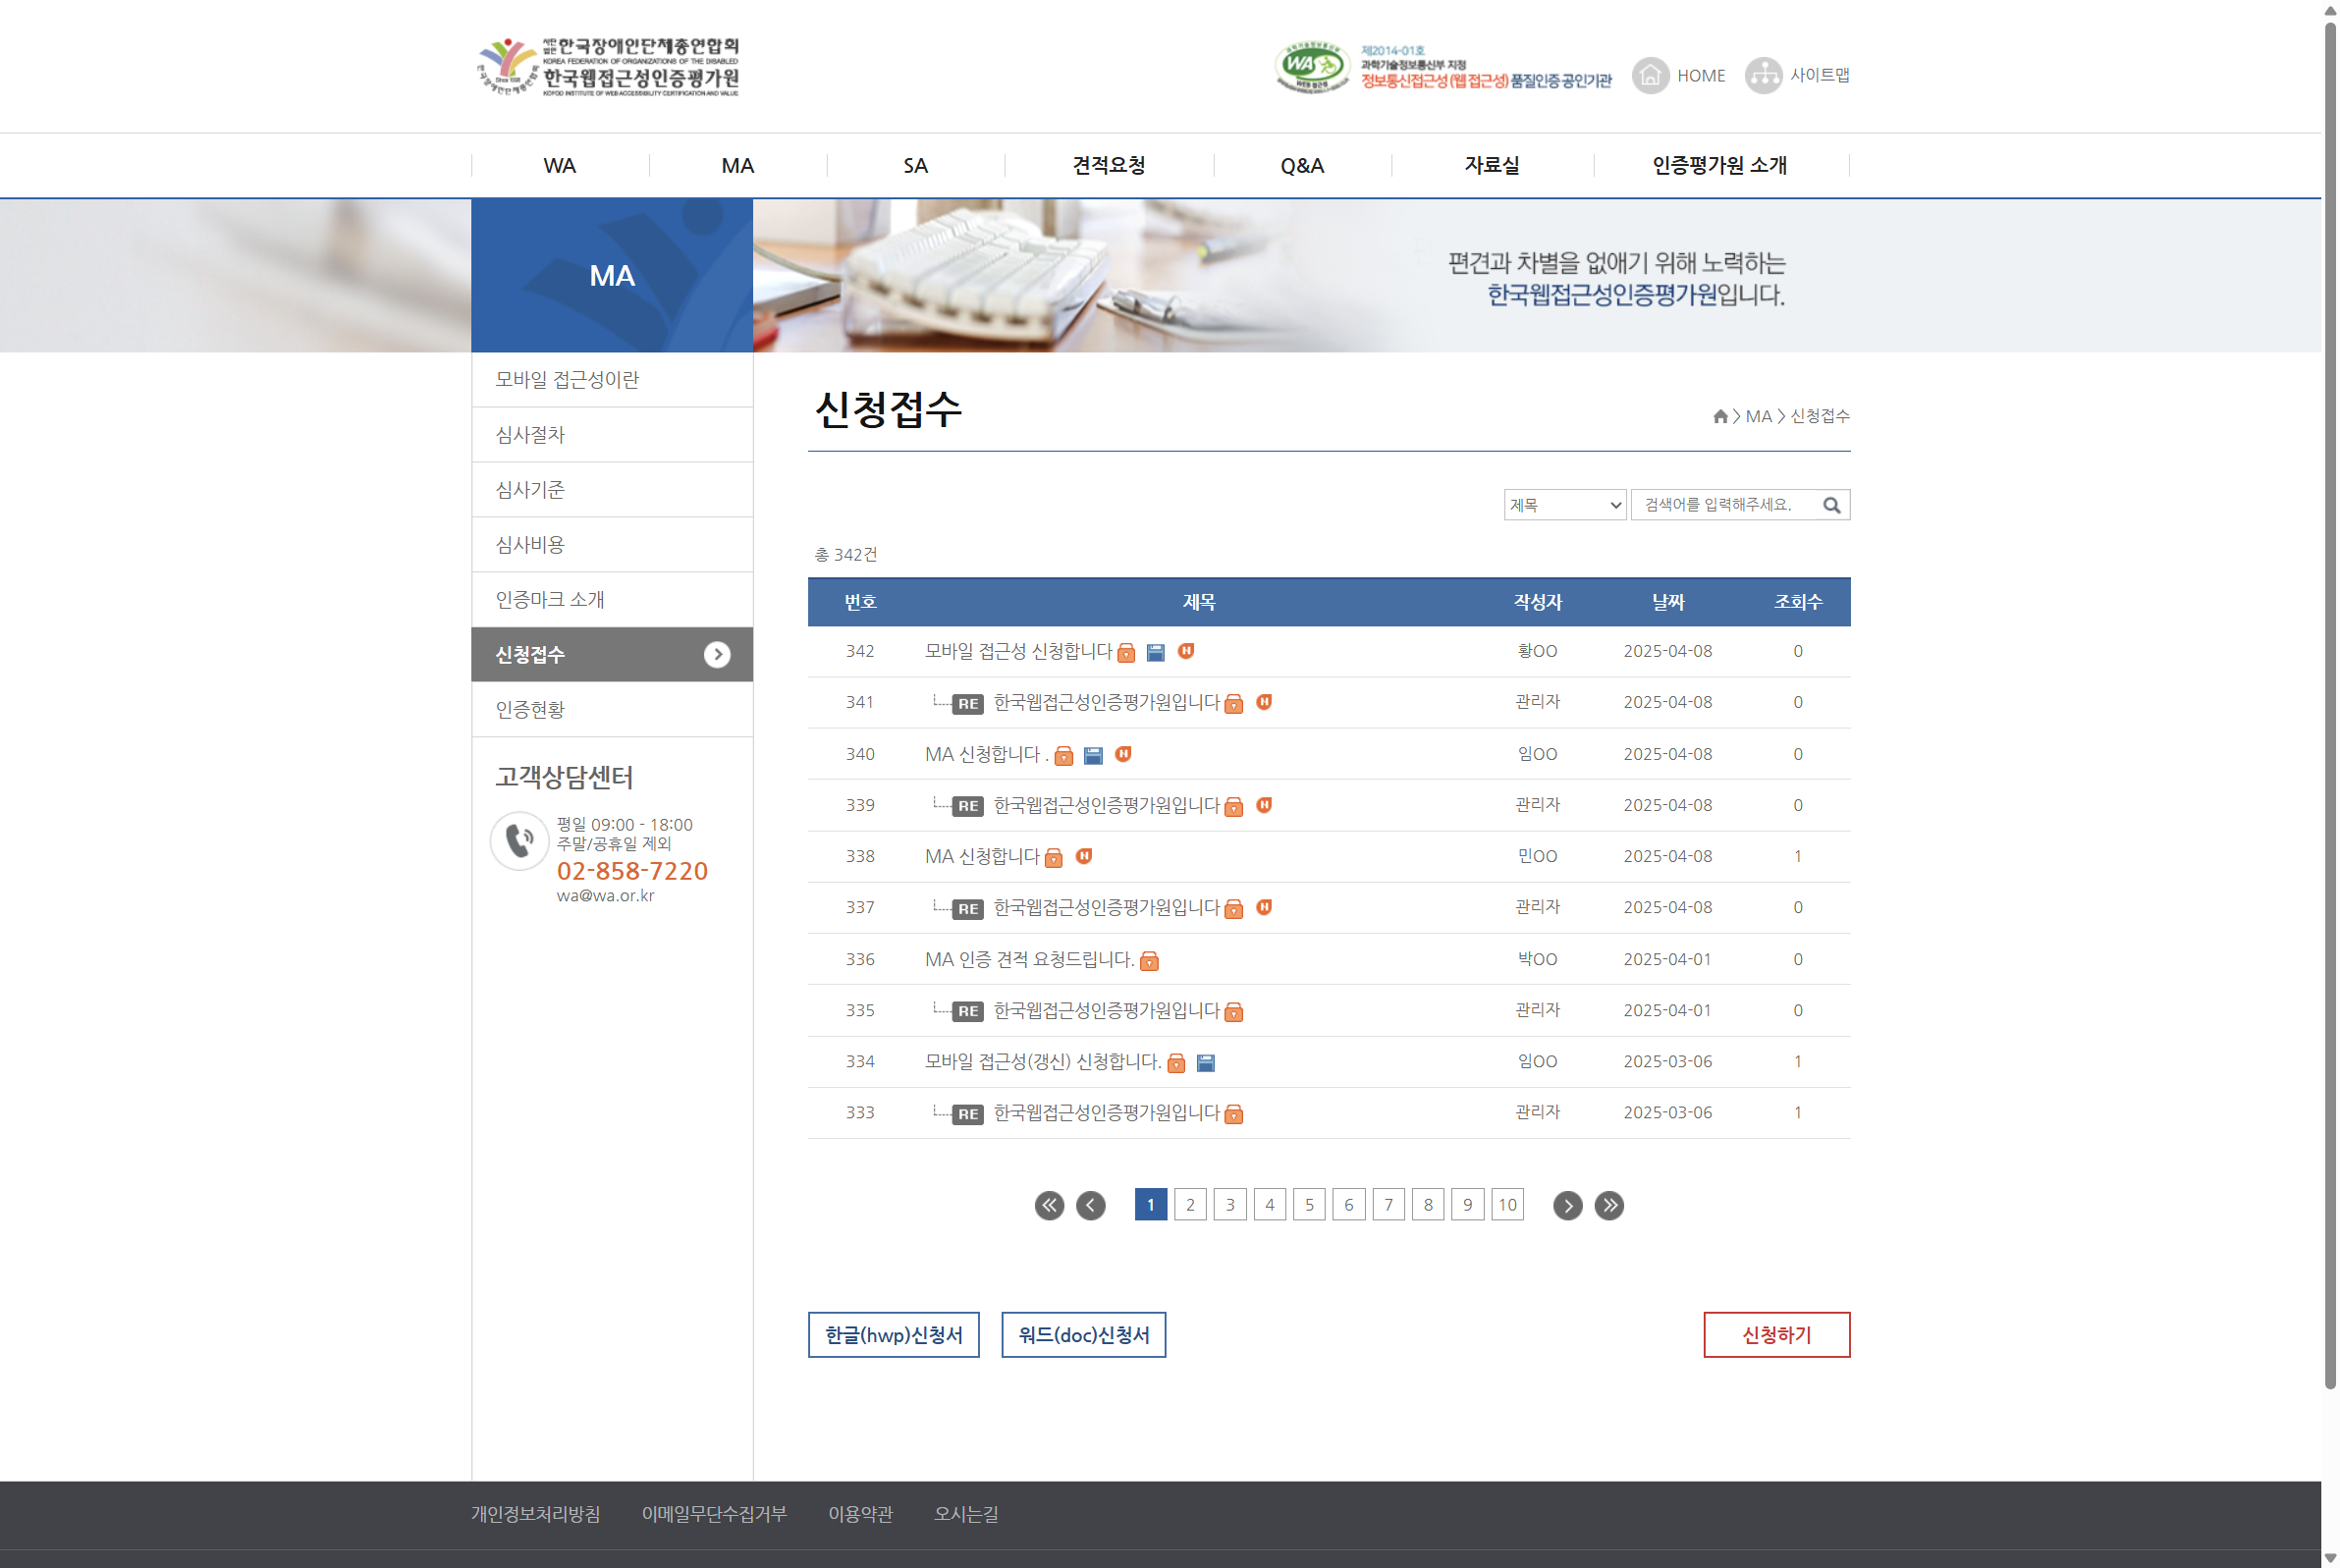 사단법인 한국장애인단체총연합회
KOREA FEDERATION OF ORGANIZATIONS OF THE DISABLED
한국웹접근성인증평가원
KOFOD INSTITUTE OF WEB ACCESSIBILITY CERTIFICATION AND VALUE
Since 1998
과학기술정보통신부
WA
WEB 접근성
제2014-01호
과학기술정보통신부 지정
정보통신접근성 (웹 접근성) 품질인증 공인기관
HOME
사이트맵
WA
MA
SA
견적요청
Q&A
자료실
인증평가원 소개
MA
편견과 차별을 없애기 위해 노력하는
한국웹접근성인증평가원입니다.
모바일 접근성이란
심사절차
심사기준
심사비용
인증마크 소개
신청접수
인증현황
고객상담센터
평일 09:00 - 18:00
주말/공휴일 제외
02-858-7220
wa@wa.or.kr
신청접수
MA 신청접수
제목
검색어를 입력해주세요.
총 342건
번호 제목 작성자 날짜 조회수
342 모바일 접근성 신청합니다 H 황OO 2025-04-08 0
341 RE 한국웹접근성인증평가원입니다 H 관리자 2025-04-08 0
340 MA 신청합니다 . H 임OO 2025-04-08 0
339 RE 한국웹접근성인증평가원입니다 H 관리자 2025-04-08 0
338 MA 신청합니다 H 민OO 2025-04-08 1
337 RE 한국웹접근성인증평가원입니다 H 관리자 2025-04-08 0
336 MA 인증 견적 요청드립니다. 박OO 2025-04-01 0
335 RE 한국웹접근성인증평가원입니다 관리자 2025-04-01 0
334 모바일 접근성(갱신) 신청합니다. 임OO 2025-03-06 1
333 RE 한국웹접근성인증평가원입니다 관리자 2025-03-06 1
1 2 3 4 5 6 7 8 9 10
한글(hwp)신청서
워드(doc)신청서
신청하기
개인정보처리방침
이메일무단수집거부
이용약관
오시는길